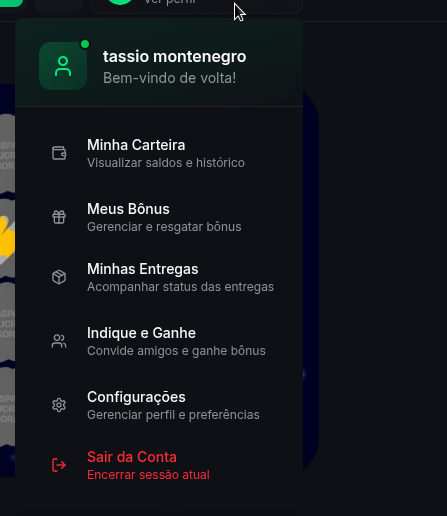 Ver perfil
tassio montenegro
Bem-vindo de volta!
Minha Carteira
Visualizar saldos e histórico
Meus Bônus
Gerenciar e resgatar bônus
Minhas Entregas
Acompanhar status das entregas
Indique e Ganhe
Convide amigos e ganhe bônus
Configurações
Gerenciar perfil e preferências
Sair da Conta
Encerrar sessão atual